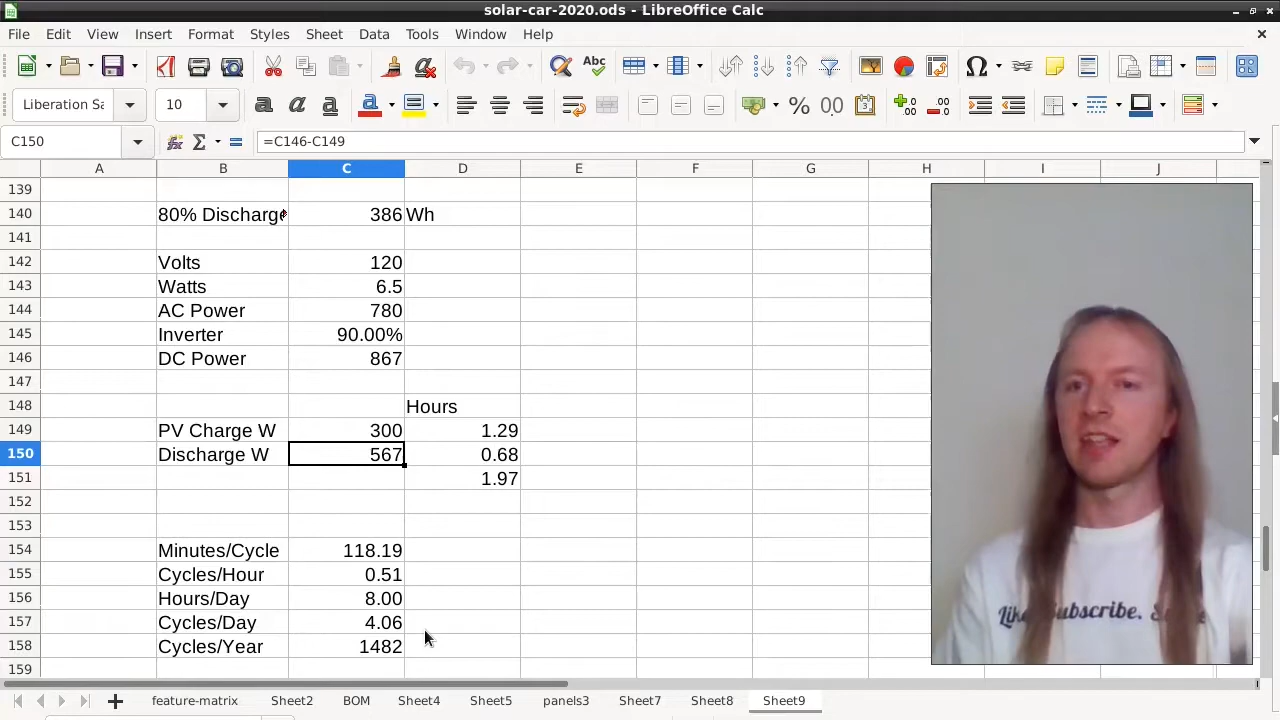 solar-car-2020.ods - LibreOffice Calc
File Edit View Insert Format Styles Sheet Data Tools Window Help
Abc
Liberation Sa 10
C150 =C146-C149
A B C D E F G H I J
139
140 80% Discharge 386 Wh
141
142 Volts 120
143 Watts 6.5
144 AC Power 780
145 Inverter 90.00%
146 DC Power 867
147
148 Hours
149 PV Charge W 300 1.29
150 Discharge W 567 0.68
151 1.97
152
153
154 Minutes/Cycle 118.19
155 Cycles/Hour 0.51
156 Hours/Day 8.00
157 Cycles/Day 4.06
158 Cycles/Year 1482
159
Subscribe.
feature-matrix Sheet2 BOM Sheet4 Sheet5 panels3 Sheet7 Sheet8 Sheet9